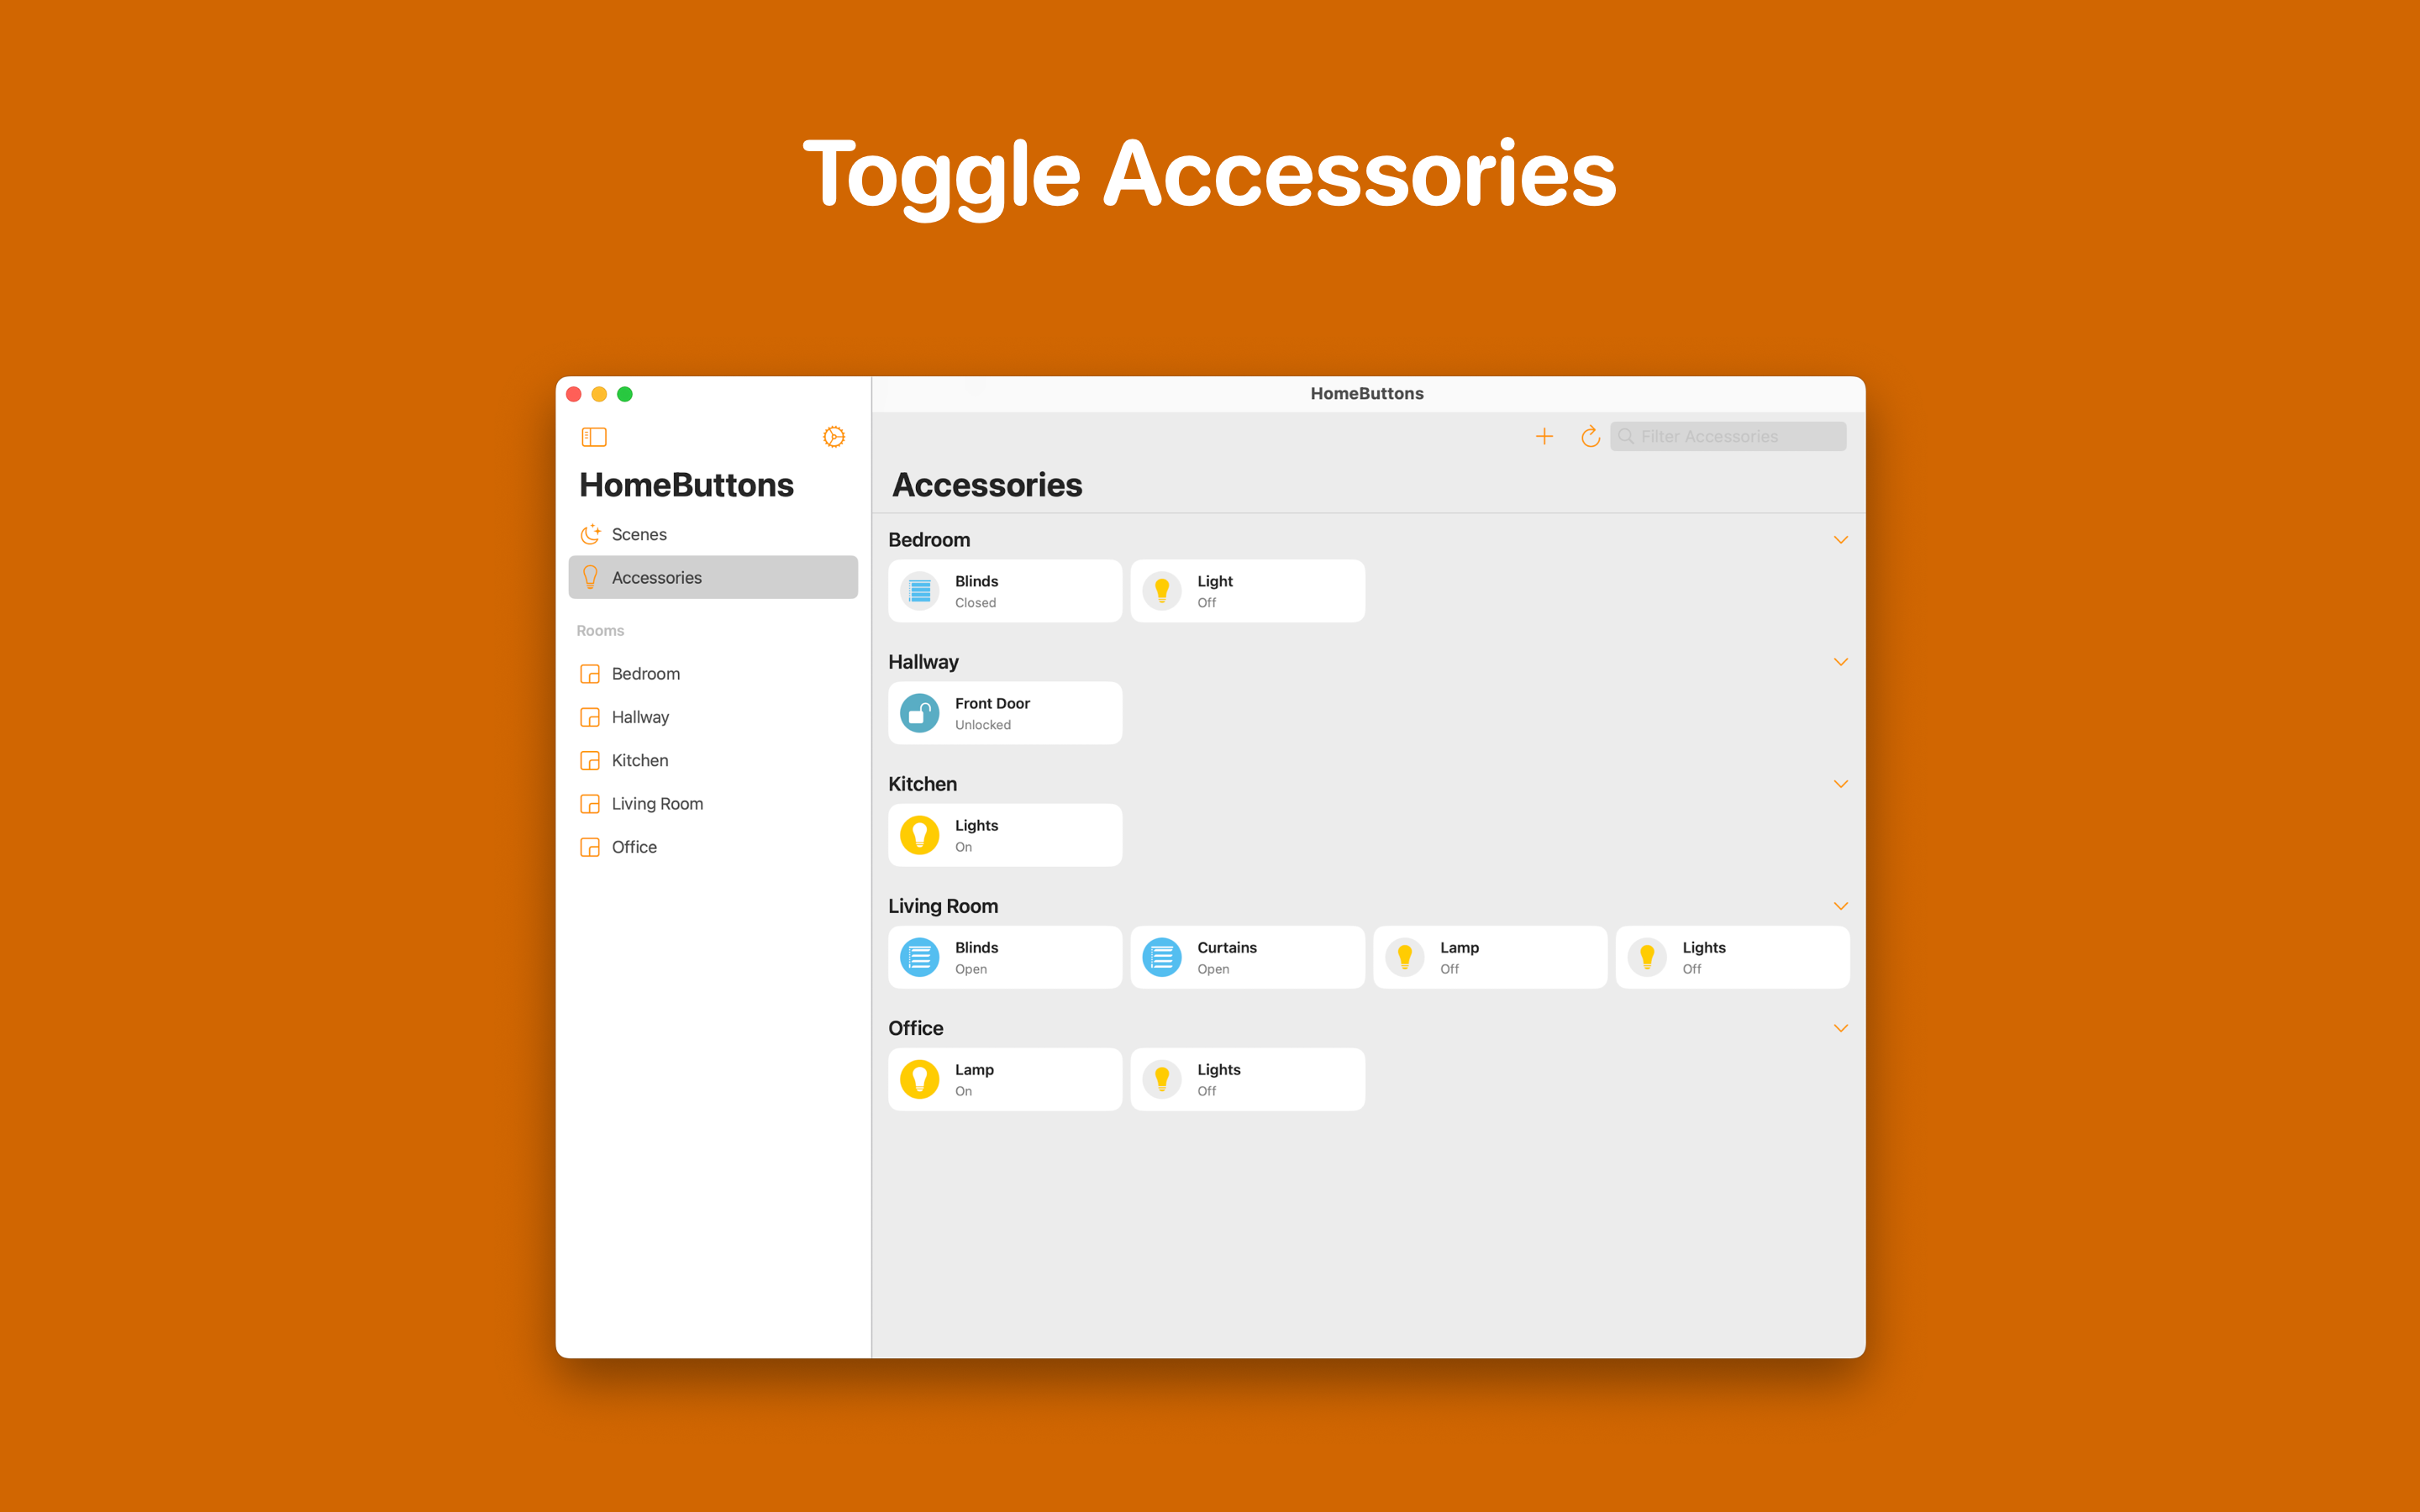 Toggle Accessories
HomeButtons
Filter Accessories
HomeButtons
Scenes
Accessories
Rooms
Bedroom
Hallway
Kitchen
Living Room
Office
Accessories
Bedroom
Blinds
Closed
Light
Off
Hallway
Front Door
Unlocked
Kitchen
Lights
On
Living Room
Blinds
Open
Curtains
Open
Lamp
Off
Lights
Off
Office
Lamp
On
Lights
Off